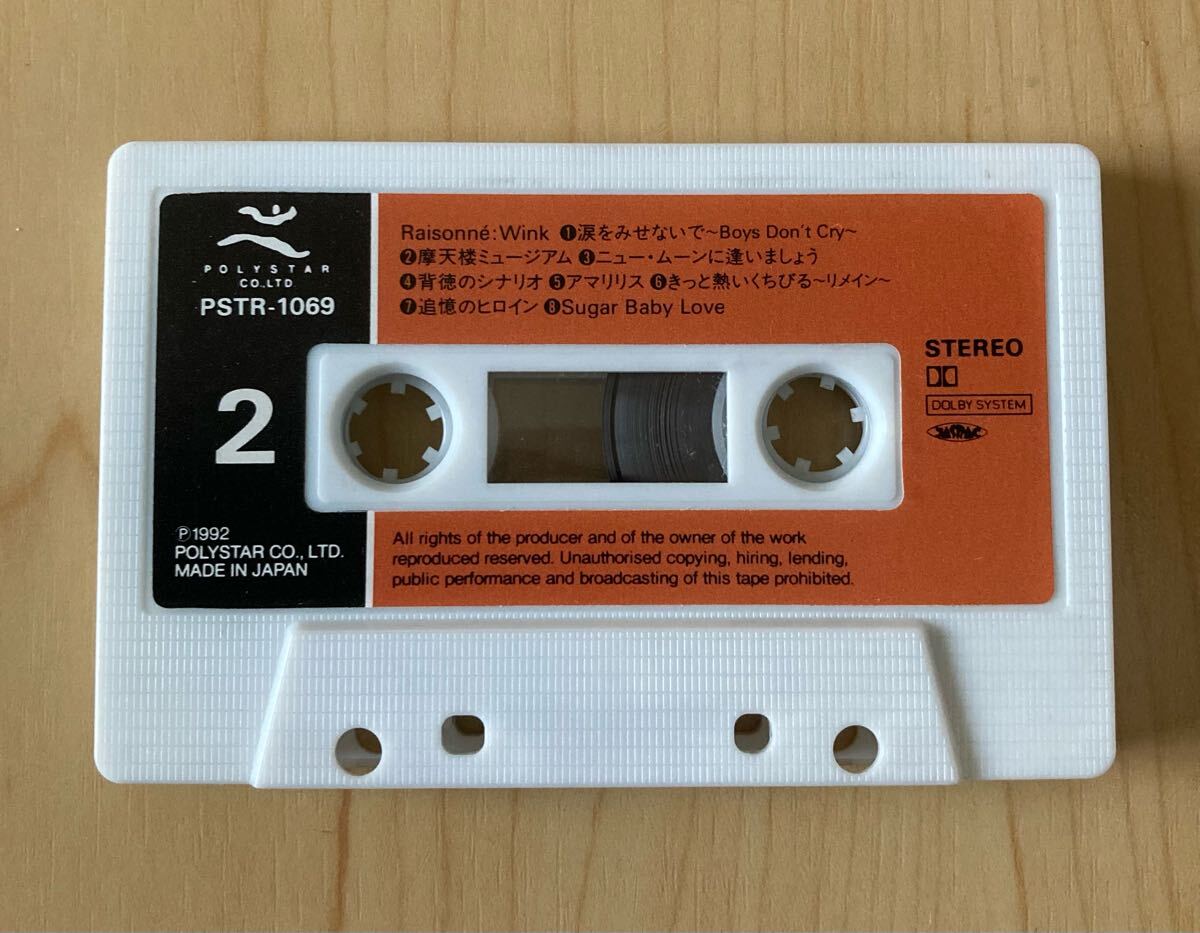 POLYSTAR
CO.LTD
PSTR-1069
2
℗1992
POLYSTAR CO., LTD.
MADE IN JAPAN
Raisonné: Wink ❶涙をみせないで〜Boys Don't Cry〜
❷摩天楼ミュージアム ❸ニュー・ムーンに逢いましょう
❹背徳のシナリオ ❺アマリリス ❻きっと熱いくちびる〜リメイン〜
❼追憶のヒロイン ❽Sugar Baby Love
STEREO
DOLBY SYSTEM
JASRAC
All rights of the producer and of the owner of the work
reproduced reserved. Unauthorised copying, hiring, lending,
public performance and broadcasting of this tape prohibited.